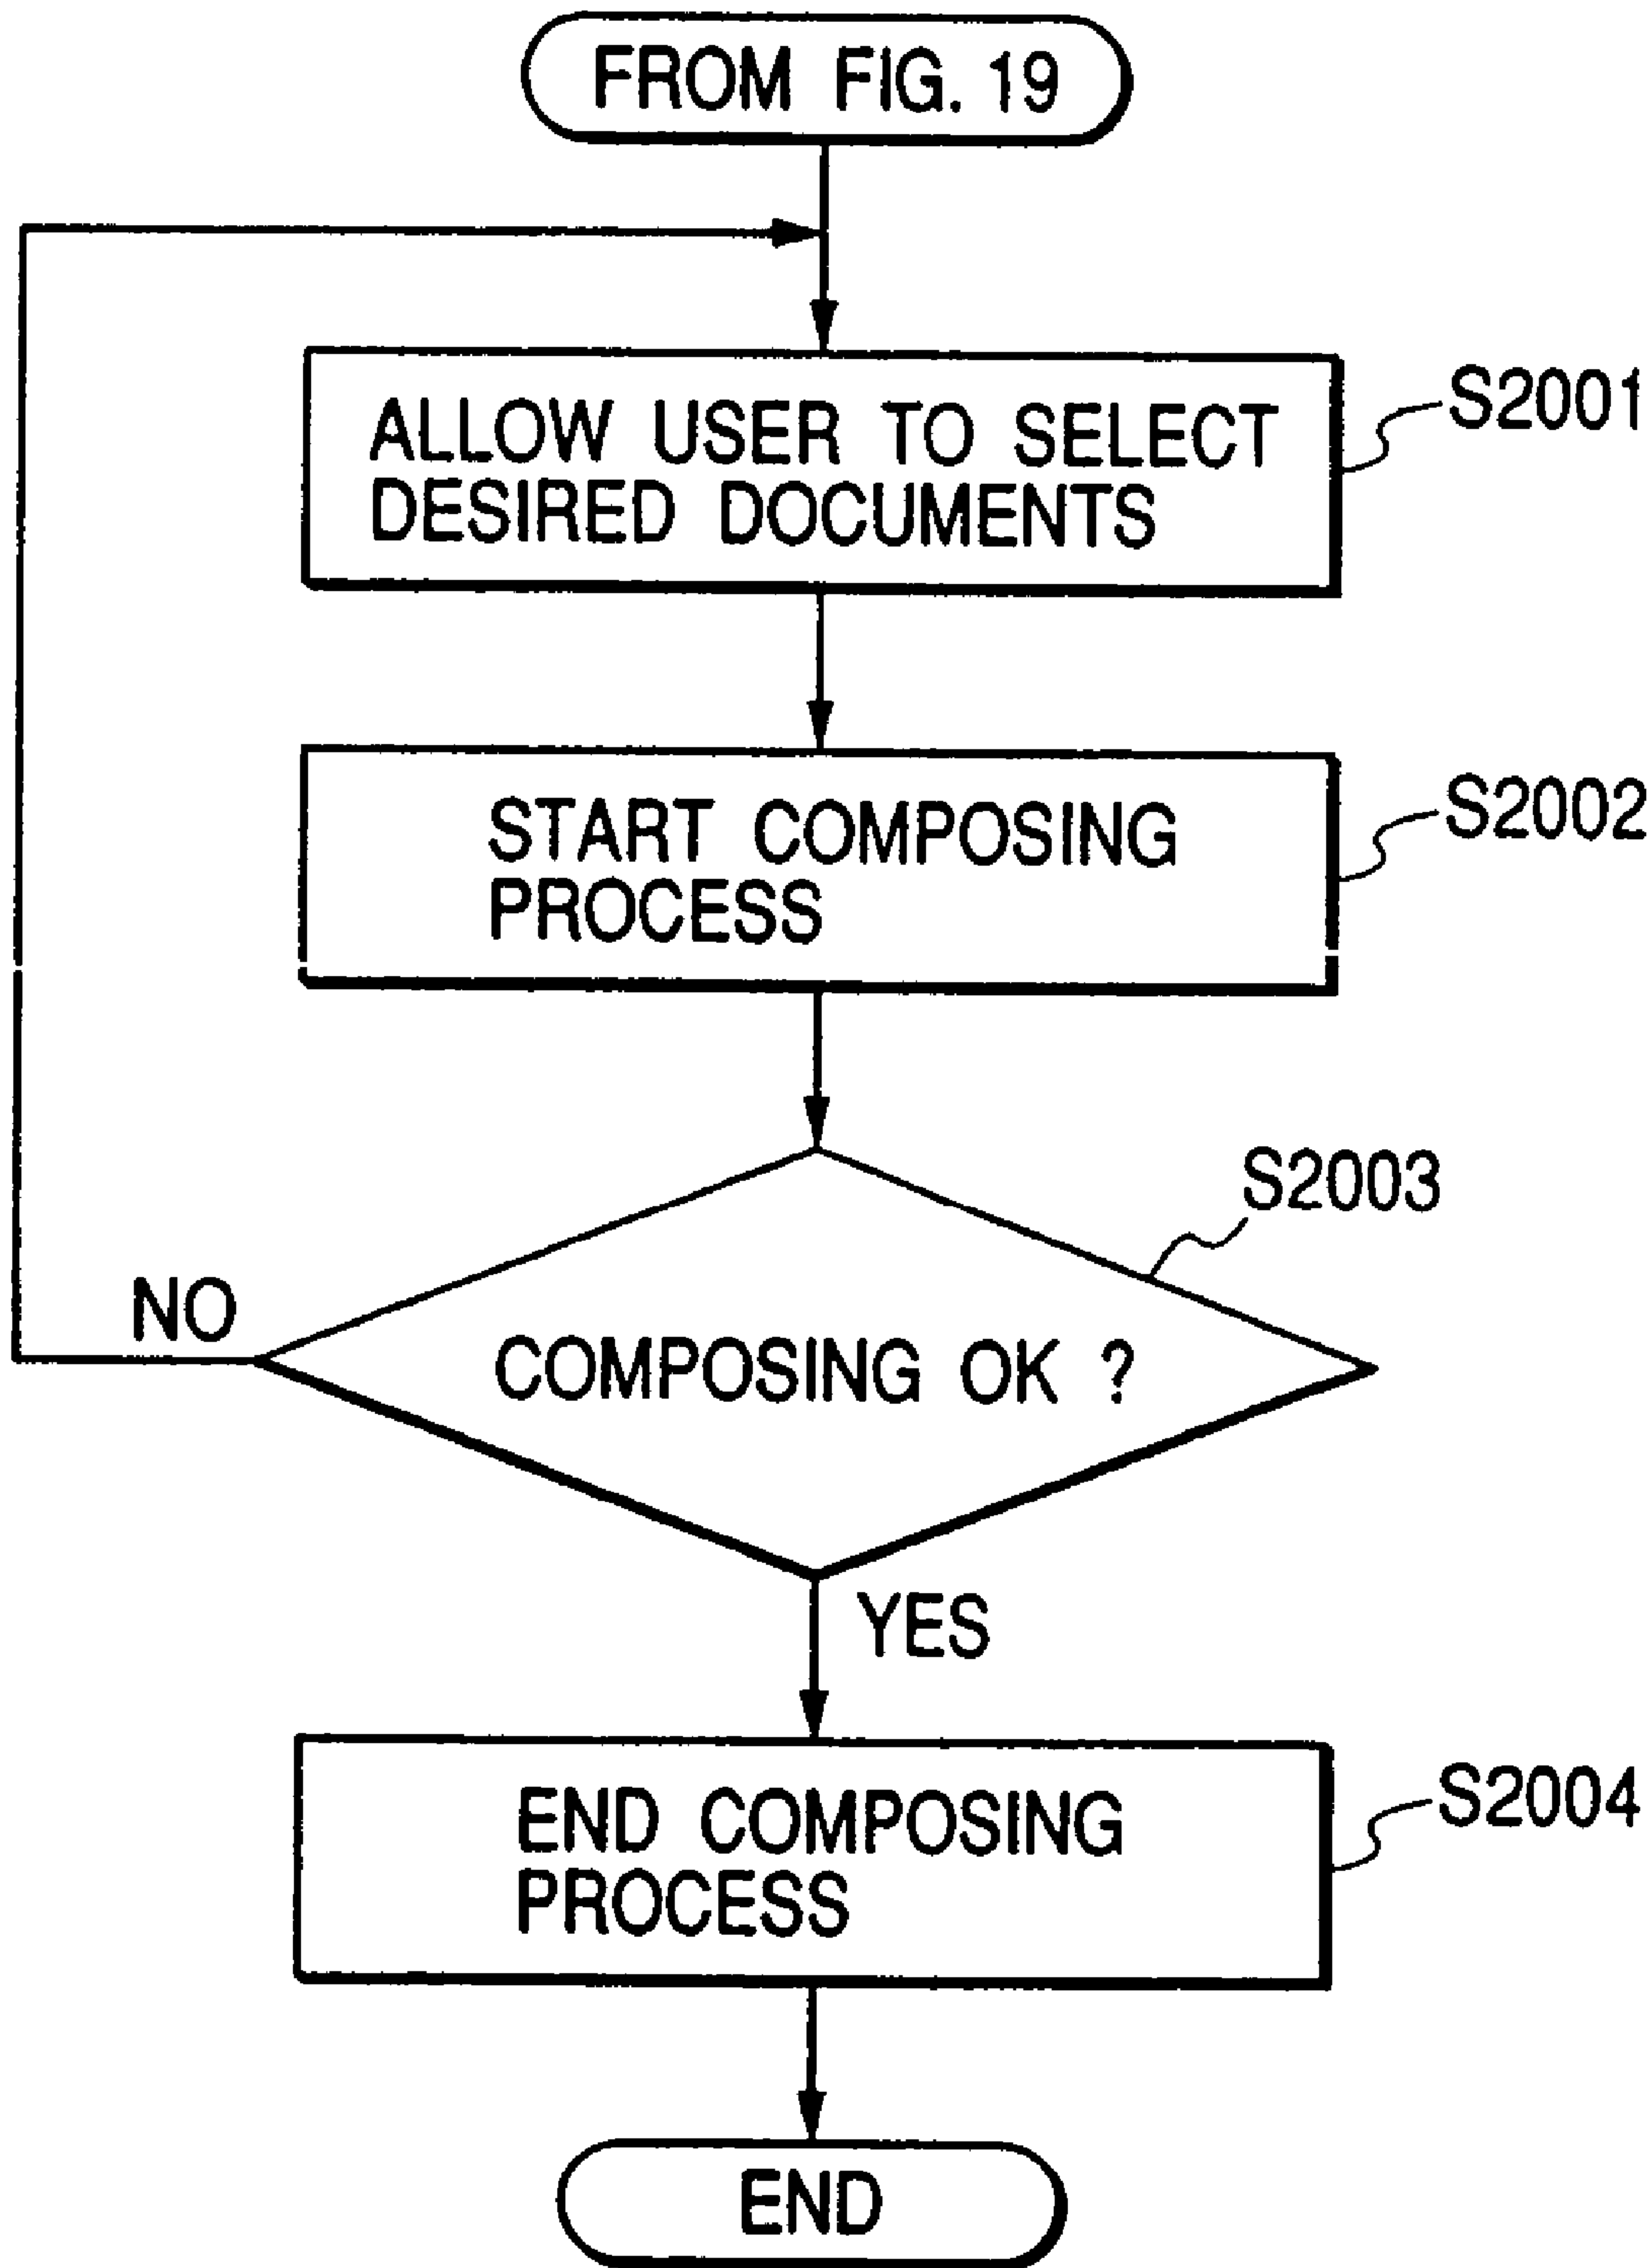 FROM FIG. 19
ALLOW USER TO SELECT
DESIRED DOCUMENTS
S2001
START COMPOSING
PROCESS
S2002
S2003
NO
COMPOSING OK ?
YES
END COMPOSING
PROCESS
S2004
END